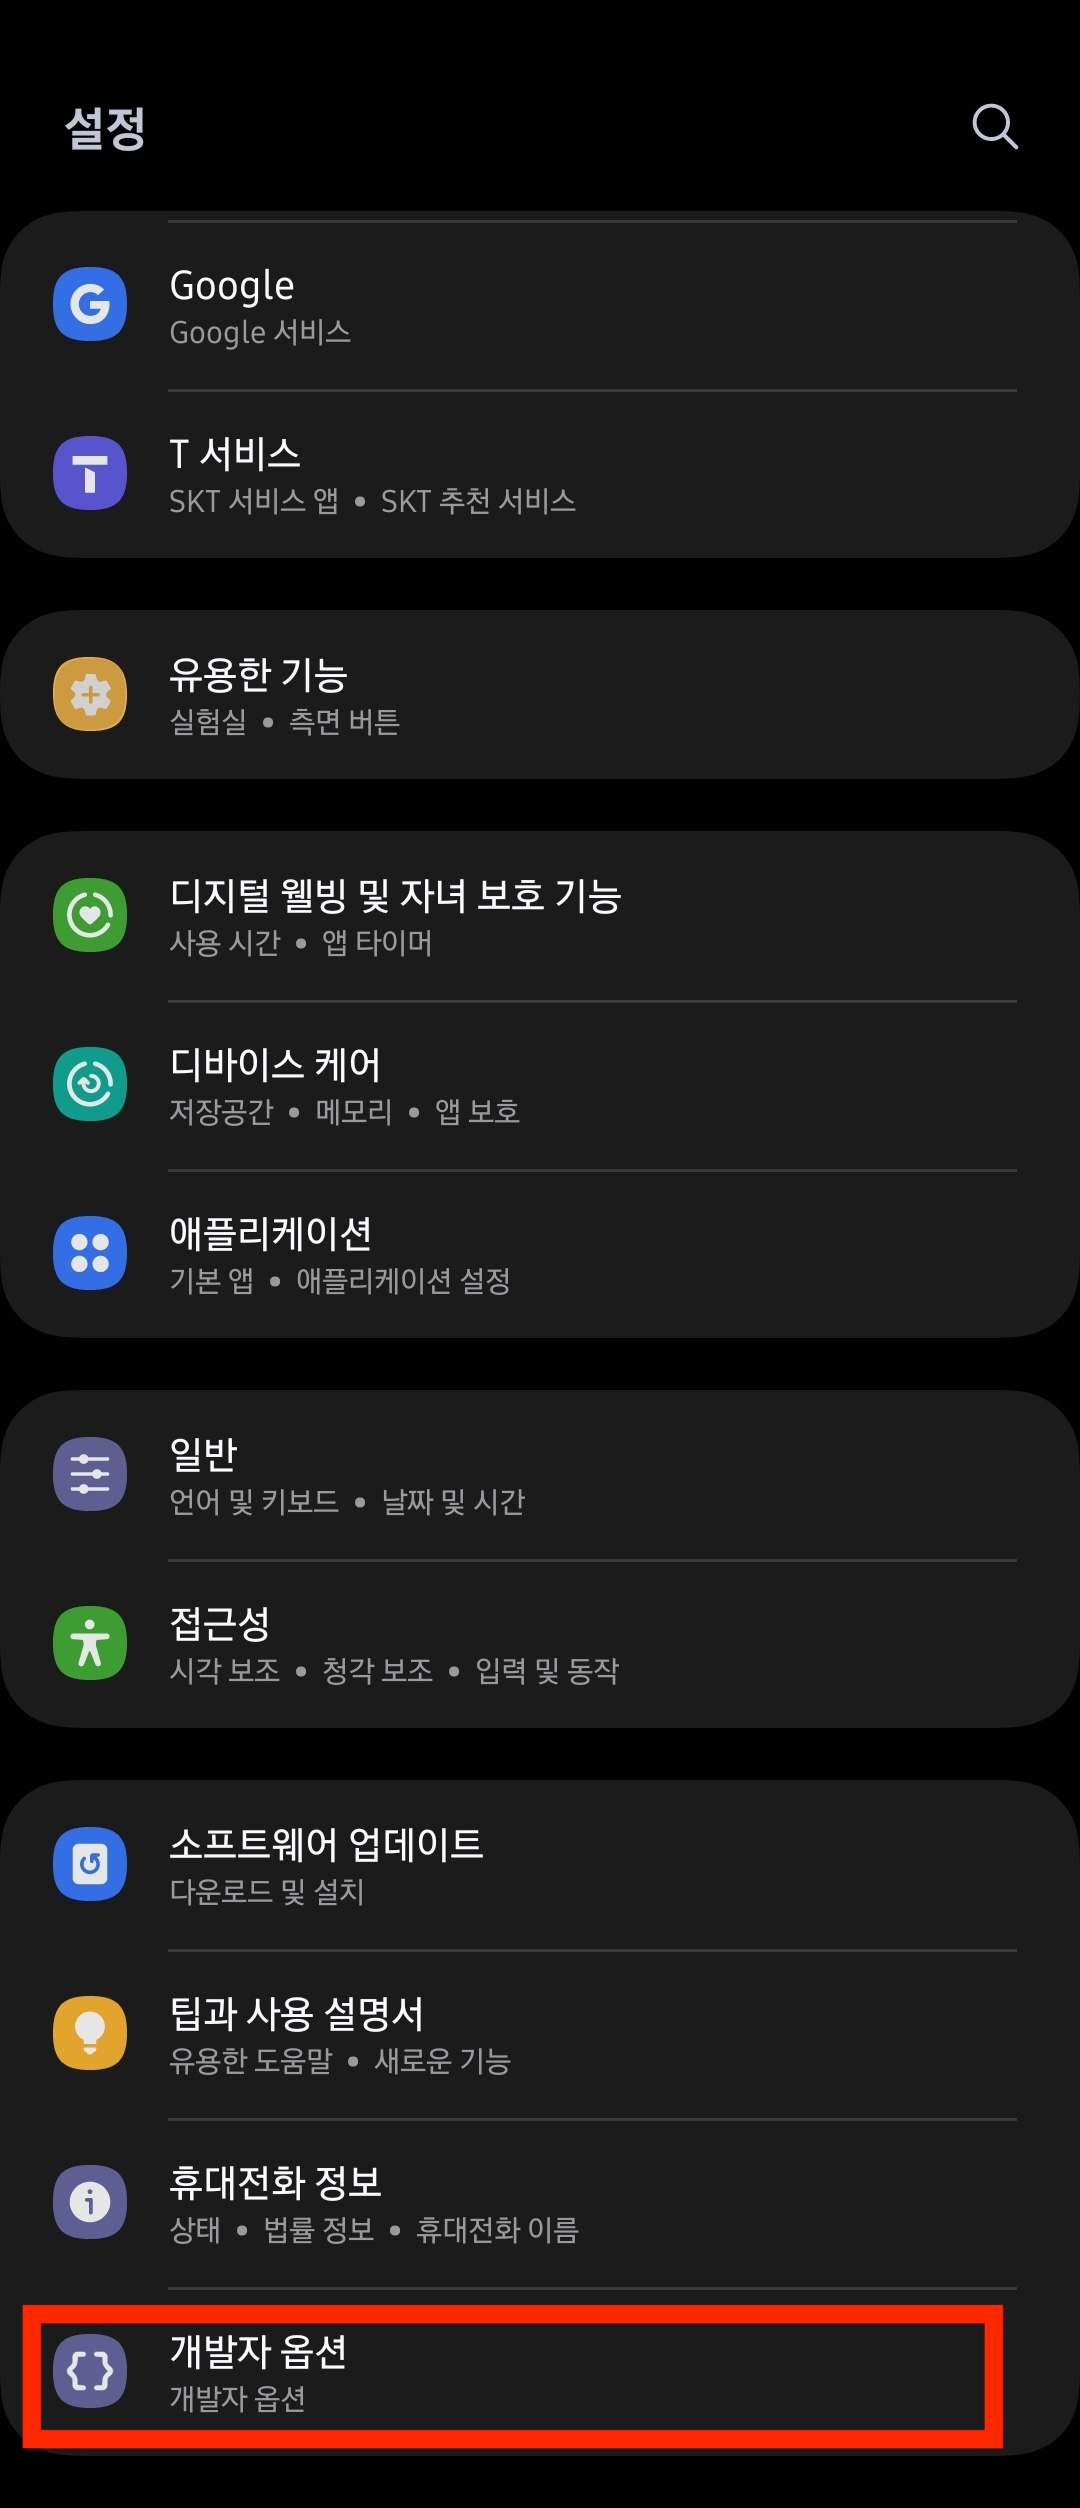 설정
Google
Google 서비스
T 서비스
SKT 서비스 앱 • SKT 추천 서비스
유용한 기능
실험실 • 측면 버튼
디지털 웰빙 및 자녀 보호 기능
사용 시간 • 앱 타이머
디바이스 케어
저장공간 • 메모리 • 앱 보호
애플리케이션
기본 앱 • 애플리케이션 설정
일반
언어 및 키보드 • 날짜 및 시간
접근성
시각 보조 • 청각 보조 • 입력 및 동작
소프트웨어 업데이트
다운로드 및 설치
팁과 사용 설명서
유용한 도움말 • 새로운 기능
휴대전화 정보
상태 • 법률 정보 • 휴대전화 이름
개발자 옵션
개발자 옵션